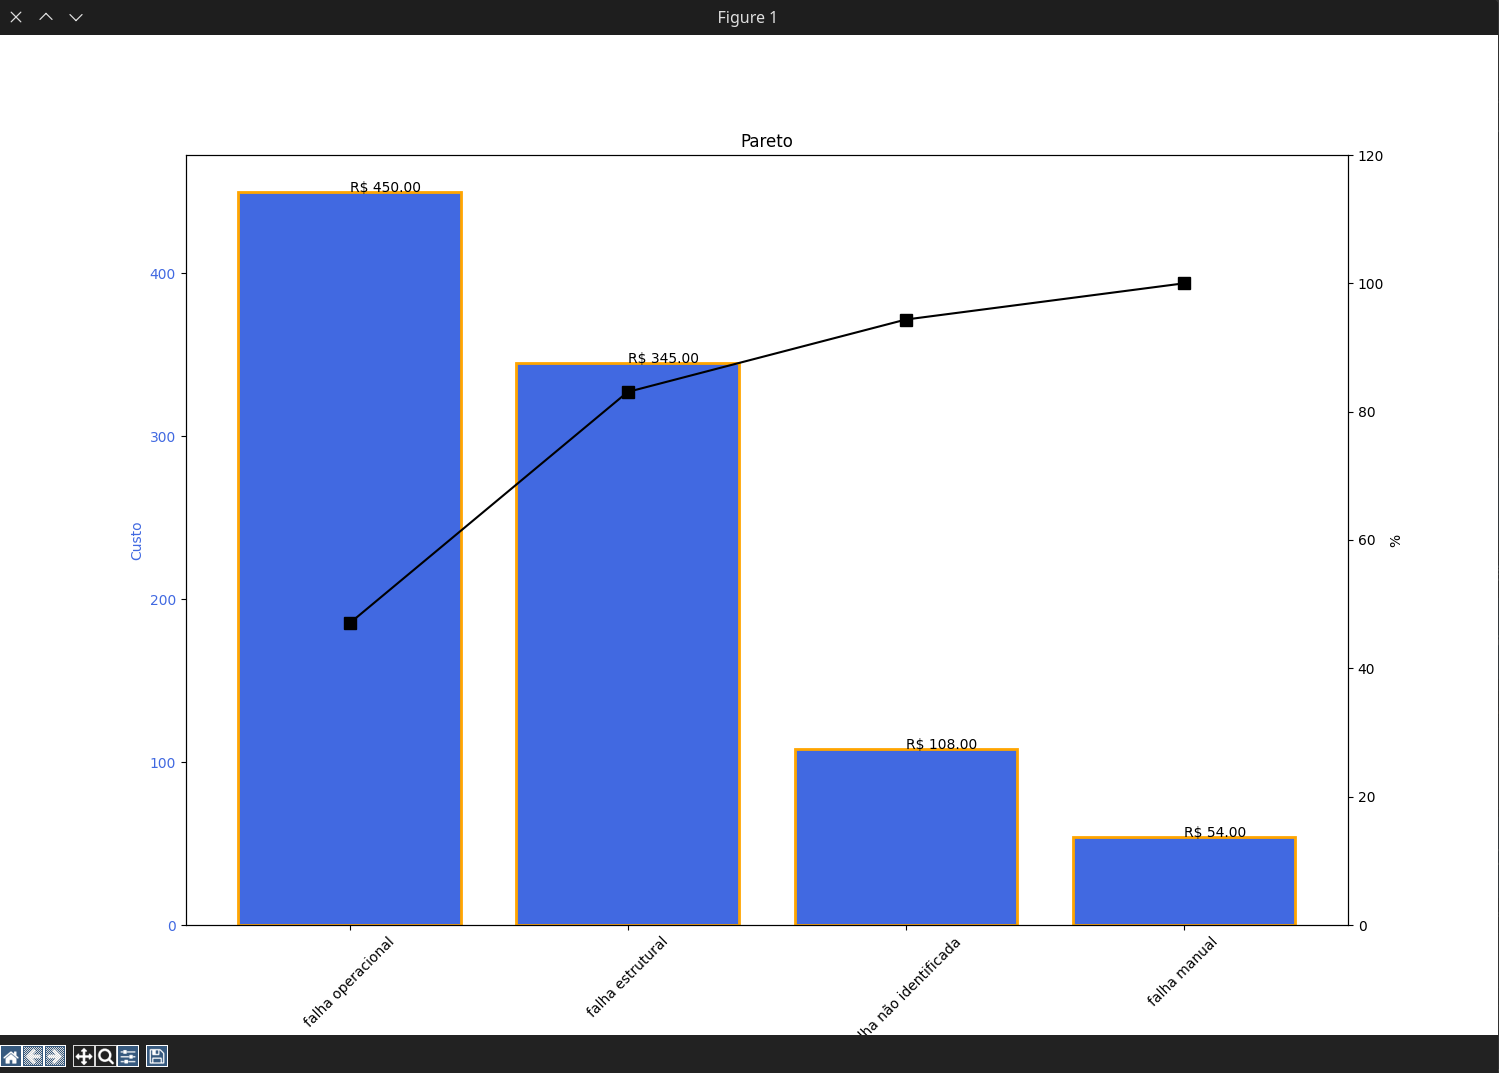 Figure 1
Pareto
120
R$ 450.00
400
100
R$ 345.00
80
300
Custo
60
%
200
40
R$ 108.00
100
20
R$ 54.00
0
0
falha operacional
falha estrutural
lha não identificada
falha manual